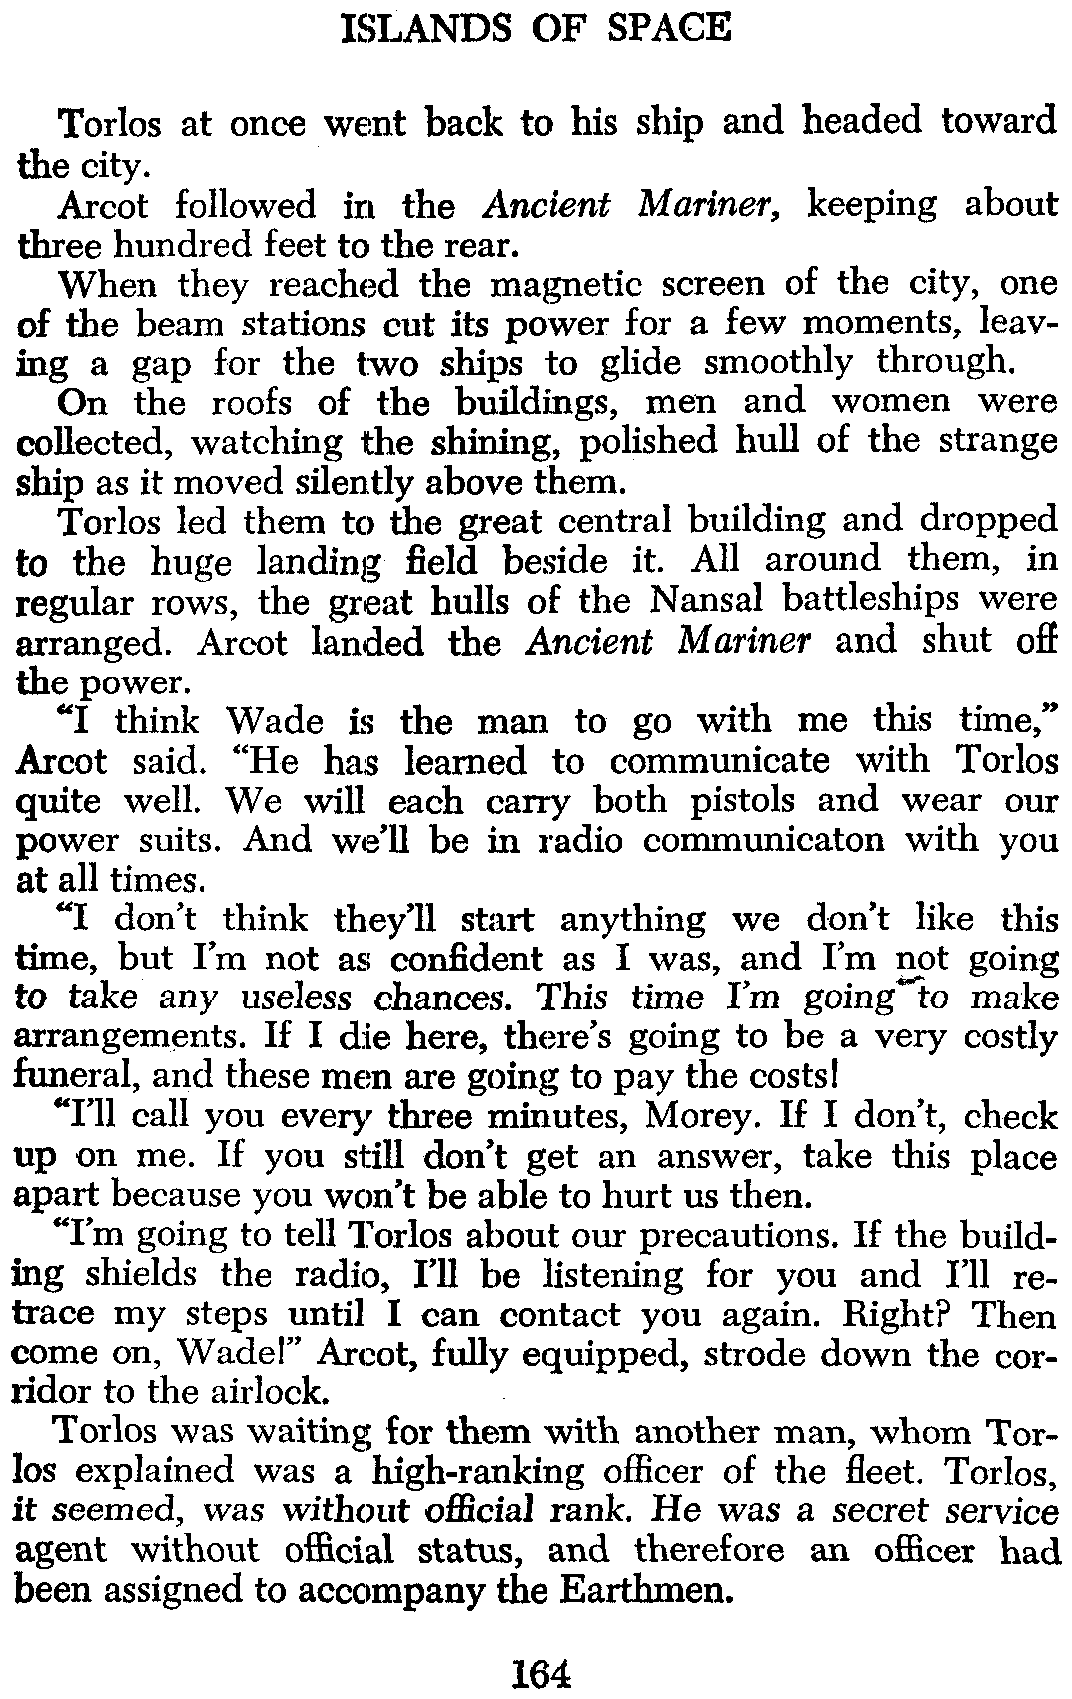 ISLANDS OF SPACE
Torlos at once went back to his ship and headed toward
the city.
Arcot followed in the Ancient Mariner, keeping about
three hundred feet to the rear.
When they reached the magnetic screen of the city, one
of the beam stations cut its power for a few moments, leav-
ing a gap for the two ships to glide smoothly through.
On the roofs of the buildings, men and women were
collected, watching the shining, polished hull of the strange
ship as it moved silently above them.
Torlos led them to the great central building and dropped
to the huge landing field beside it. All around them, in
regular rows, the great hulls of the Nansal battleships were
arranged. Arcot landed the Ancient Mariner and shut off
the power.
“I think Wade is the man to go with me this time,”
Arcot said. “He has learned to communicate with Torlos
quite well. We will each carry both pistols and wear our
power suits. And we'll be in radio communicaton with you
at all times.
“I don't think they'll start anything we don't like this
time, but I'm not as confident as I was, and I'm not going
to take any useless chances. This time I'm going to make
arrangements. If I die here, there's going to be a very costly
funeral, and these men are going to pay the costs!
“I'll call you every three minutes, Morey. If I don't, check
up on me. If you still don't get an answer, take this place
apart because you won't be able to hurt us then.
“I'm going to tell Torlos about our precautions. If the build-
ing shields the radio, I'll be listening for you and I'll re-
trace my steps until I can contact you again. Right? Then
come on, Wade!” Arcot, fully equipped, strode down the cor-
ridor to the airlock.
Torlos was waiting for them with another man, whom Tor-
los explained was a high-ranking officer of the fleet. Torlos,
it seemed, was without official rank. He was a secret service
agent without official status, and therefore an officer had
been assigned to accompany the Earthmen.
164